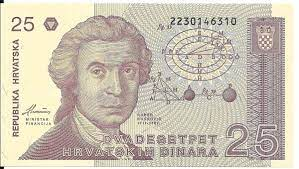 25
2230146310
REPUBLIKA HRVATSKA
MINISTAR
FINANCIJA
DVADESETPET
HRVATSKIH DINARA
25